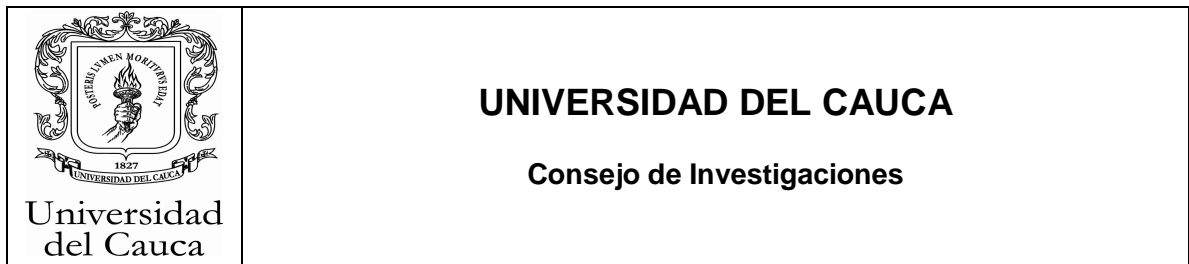 POSTERIS LVMEN MORITVRVS EDAT
1827
UNIVERSIDAD DEL CAUCA
Universidad
del Cauca
UNIVERSIDAD DEL CAUCA
Consejo de Investigaciones